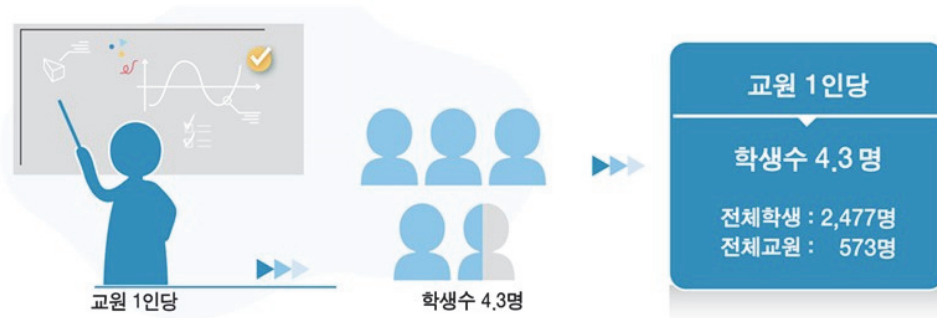 교원 1인당
학생수 4.3명
교원 1인당
학생수 4.3 명
전체학생 : 2,477명
전체교원 : 573명